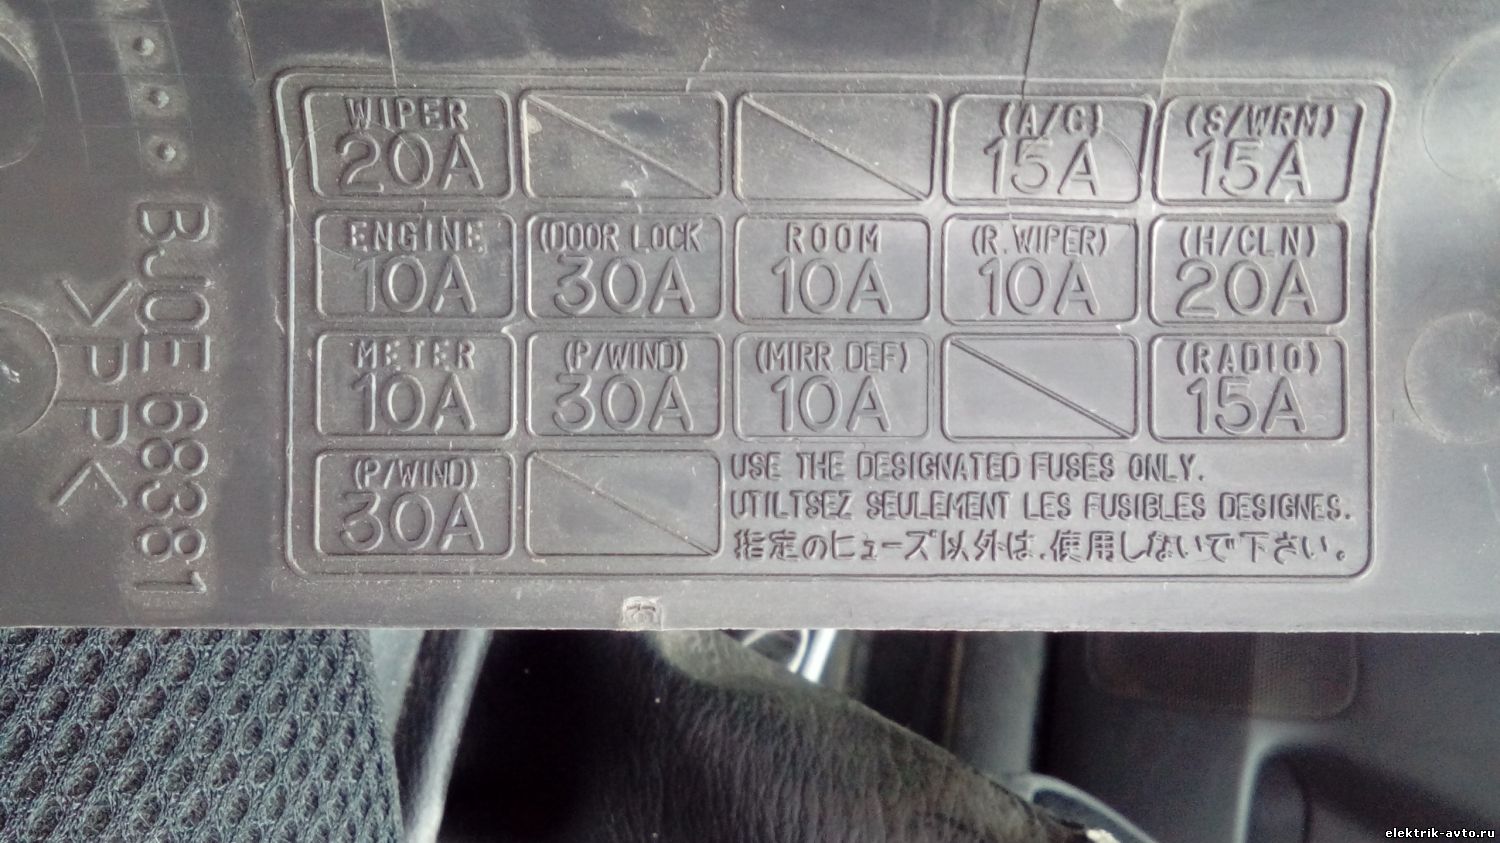 WIPER
20A
(A/C)
15A
(S/WRM)
15A
ENGINE
10A
(DOOR LOCK
30A
ROOM
10A
(R.WIPER)
10A
(H/CLN)
20A
METER
10A
(P/WIND)
30A
(MIRR DEF)
10A
(RADIO)
15A
(P/WIND)
30A
USE THE DESIGNATED FUSES ONLY.
UTILTSEZ SEULEMENT LES FUSIBLES DESIGNES.
指定のヒューズ以外は、使用しないで下さい。
BJ0E 68381
>PP<
elektrik-avto.ru